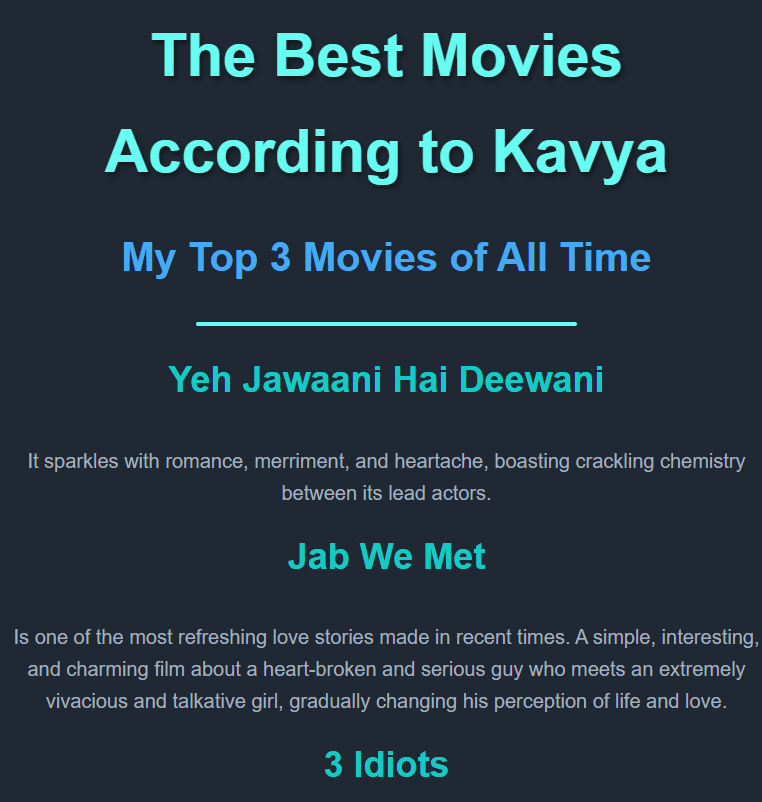 The Best Movies
According to Kavya
My Top 3 Movies of All Time
Yeh Jawaani Hai Deewani
It sparkles with romance, merriment, and heartache, boasting crackling chemistry
between its lead actors.
Jab We Met
Is one of the most refreshing love stories made in recent times. A simple, interesting,
and charming film about a heart-broken and serious guy who meets an extremely
vivacious and talkative girl, gradually changing his perception of life and love.
3 Idiots